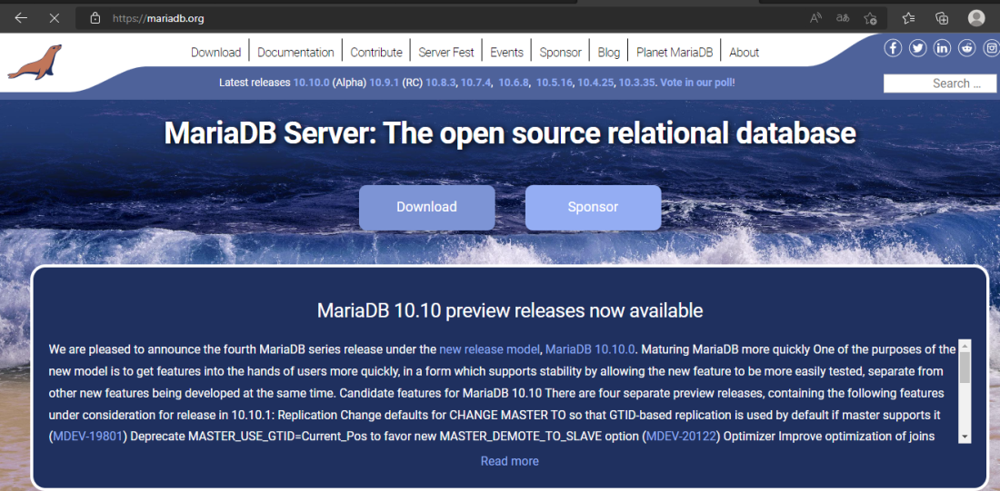 https://mariadb.org
Download Documentation Contribute Server Fest Events Sponsor Blog Planet MariaDB About
Latest releases 10.10.0 (Alpha) 10.9.1 (RC) 10.8.3, 10.7.4, 10.6.8, 10.5.16, 10.4.25, 10.3.35. Vote in our poll!
Search ...
MariaDB Server: The open source relational database
Download Sponsor
MariaDB 10.10 preview releases now available
We are pleased to announce the fourth MariaDB series release under the new release model, MariaDB 10.10.0. Maturing MariaDB more quickly One of the purposes of the
new model is to get features into the hands of users more quickly, in a form which supports stability by allowing the new feature to be more easily tested, separate from
other new features being developed at the same time. Candidate features for MariaDB 10.10 There are four separate preview releases, containing the following features
under consideration for release in 10.10.1: Replication Change defaults for CHANGE MASTER TO so that GTID-based replication is used by default if master supports it
(MDEV-19801) Deprecate MASTER_USE_GTID=Current_Pos to favor new MASTER_DEMOTE_TO_SLAVE option (MDEV-20122) Optimizer Improve optimization of joins
Read more